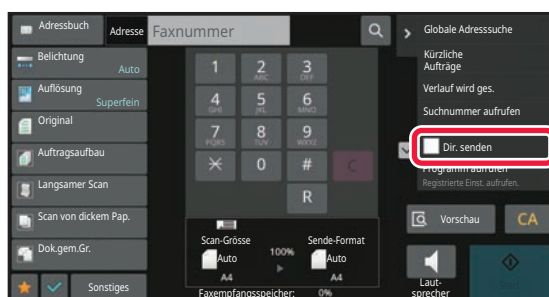 Adressbuch
Adresse
Faxnummer
Belichtung
Auto
Auflösung
Superfein
Original
Auftragsaufbau
Langsamer Scan
Scan von dickem Pap.
Dok.gem.Gr.
Sonstiges
1
2
ABC
3
DEF
4
GHI
5
JKL
6
MNO
7
PQRS
8
TUV
9
WXYZ
0
#
C
R
Scan-Grösse
Auto
A4
100%
Sende-Format
Auto
A4
Faxempfangsspeicher: 0%
Globale Adresssuche
Kürzliche
Aufträge
Verlauf wird ges.
Suchnummer aufrufen
Dir. senden
Programm aufrufen
Registrierte Einst. aufrufen.
Vorschau
CA
Laut-
sprecher
Start